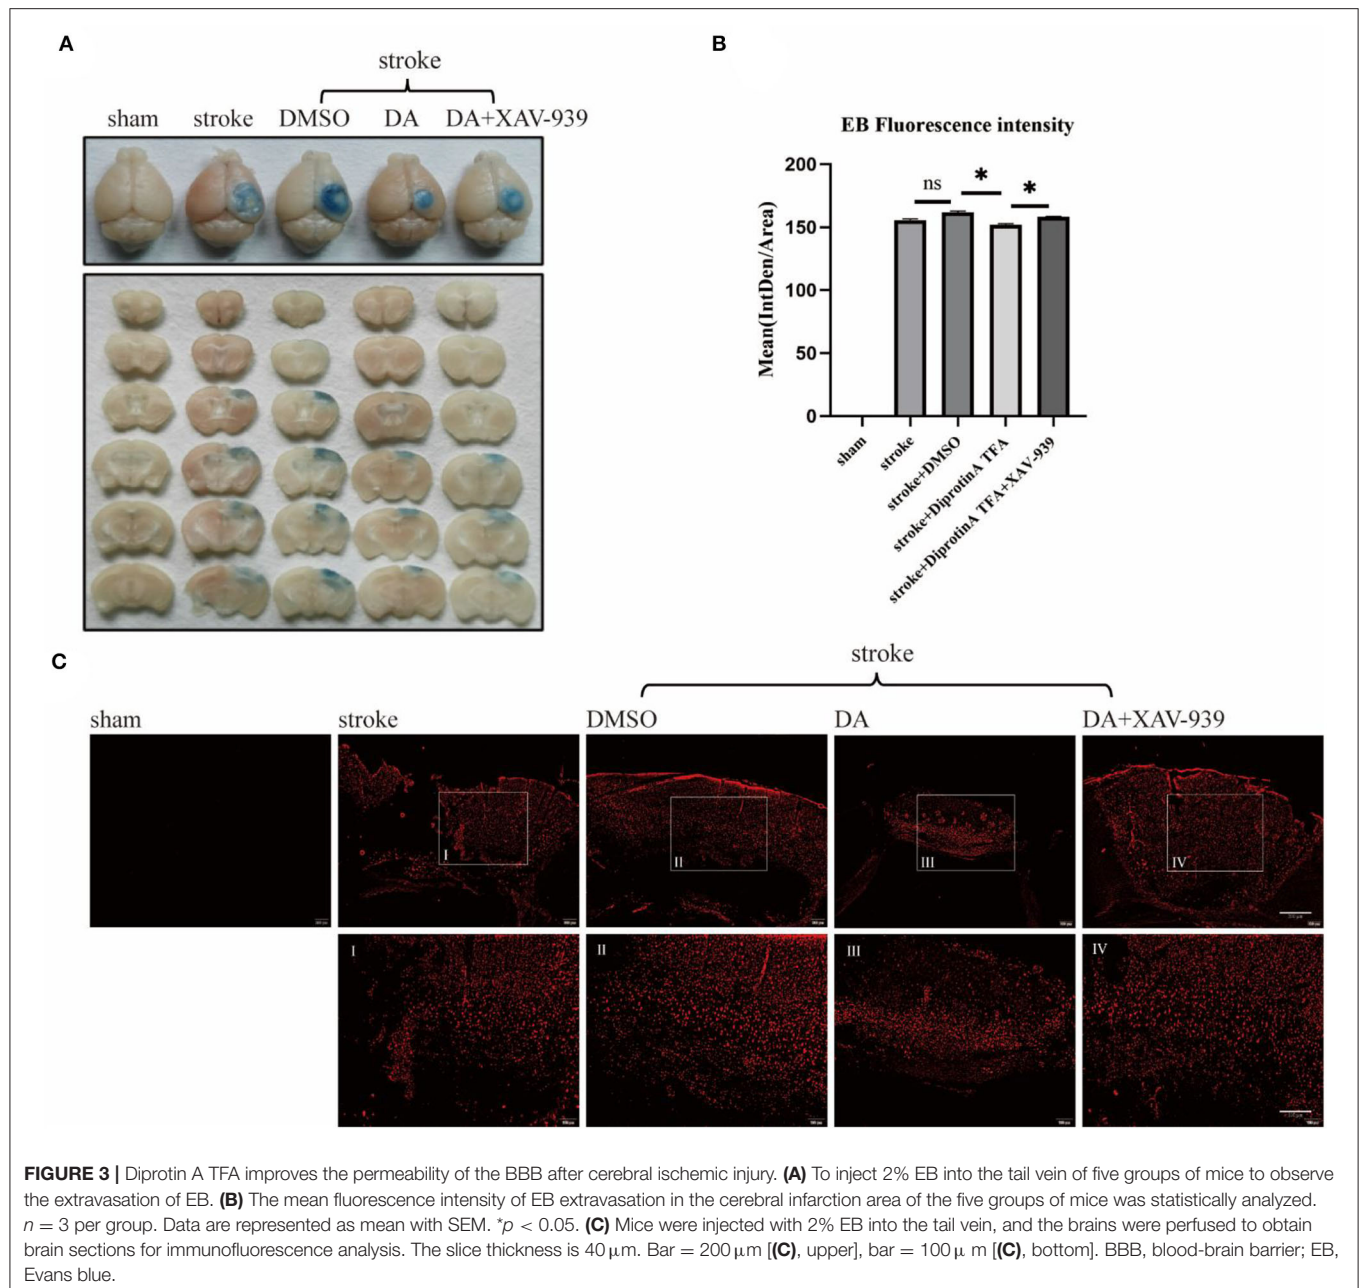 A
stroke
sham stroke DMSO DA DA+XAV-939
B
EB Fluorescence intensity
Mean(IntDen/Area)
200
150
100
50
0
ns * *
sham
stroke
stroke+DMSO
stroke+DiprotinA TFA
stroke+DiprotinA TFA+XAV-939
C
stroke
sham stroke DMSO DA DA+XAV-939
I II III IV
I II III IV
FIGURE 3 | Diprotin A TFA improves the permeability of the BBB after cerebral ischemic injury. (A) To inject 2% EB into the tail vein of five groups of mice to observe
the extravasation of EB. (B) The mean fluorescence intensity of EB extravasation in the cerebral infarction area of the five groups of mice was statistically analyzed.
n = 3 per group. Data are represented as mean with SEM. *p < 0.05. (C) Mice were injected with 2% EB into the tail vein, and the brains were perfused to obtain
brain sections for immunofluorescence analysis. The slice thickness is 40 μm. Bar = 200 μm [(C), upper], bar = 100 μ m [(C), bottom]. BBB, blood-brain barrier; EB,
Evans blue.